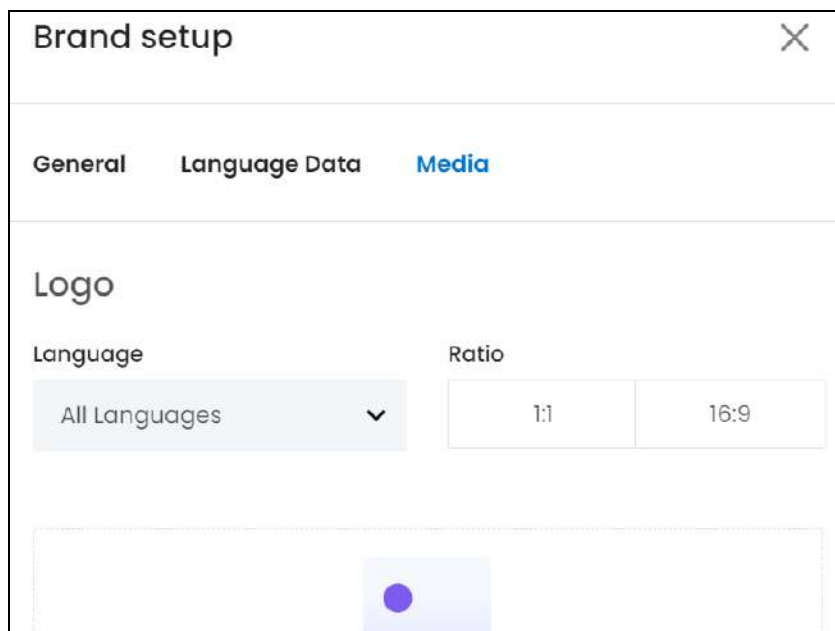 Brand setup
General Language Data Media
Logo
Language Ratio
All Languages 1:1 16:9